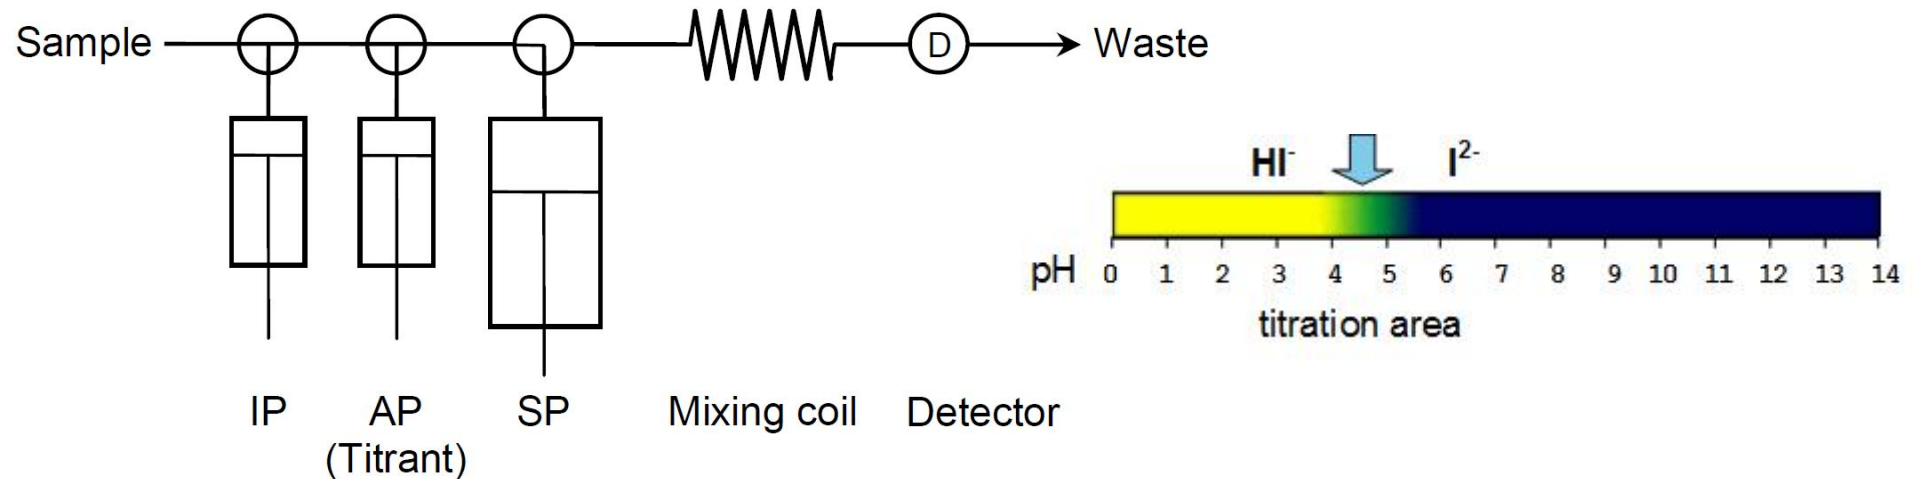 Sample
D
Waste
IP
AP
(Titrant)
SP
Mixing coil
Detector
HI⁻
I²⁻
pH 0 1 2 3 4 5 6 7 8 9 10 11 12 13 14
titration area